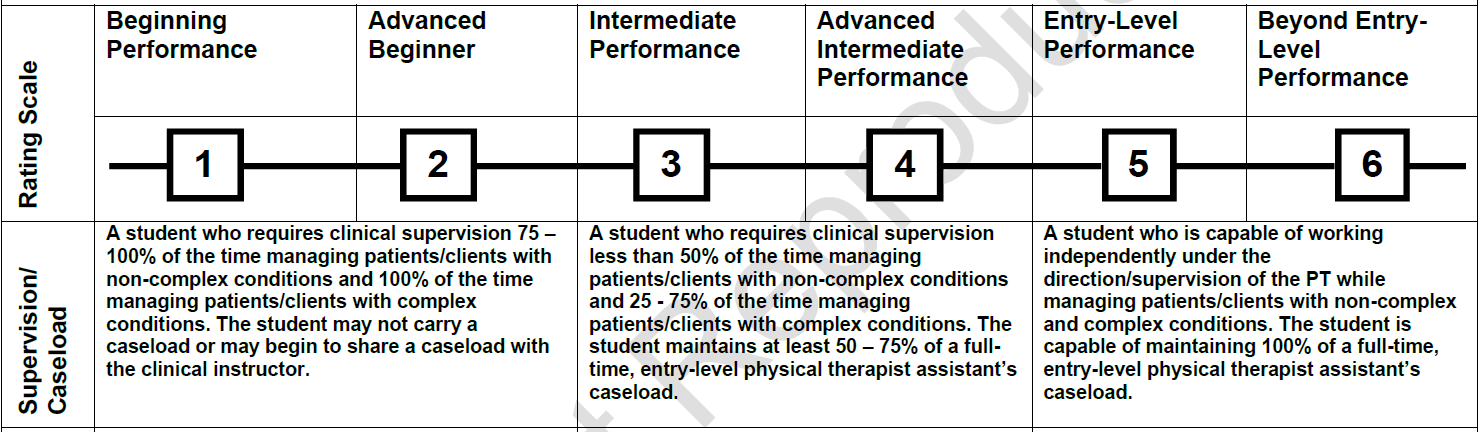 Rating Scale
Beginning
Performance
Advanced
Beginner
Intermediate
Performance
Advanced
Intermediate
Performance
Entry-Level
Performance
Beyond Entry-
Level
Performance
1
2
3
4
5
6
Supervision/
Caseload
A student who requires clinical supervision 75 –
100% of the time managing patients/clients with
non-complex conditions and 100% of the time
managing patients/clients with complex
conditions. The student may not carry a
caseload or may begin to share a caseload with
the clinical instructor.
A student who requires clinical supervision
less than 50% of the time managing
patients/clients with non-complex conditions
and 25 - 75% of the time managing
patients/clients with complex conditions. The
student maintains at least 50 – 75% of a full-
time, entry-level physical therapist assistant’s
caseload.
A student who is capable of working
independently under the
direction/supervision of the PT while
managing patients/clients with non-complex
and complex conditions. The student is
capable of maintaining 100% of a full-time,
entry-level physical therapist assistant’s
caseload.